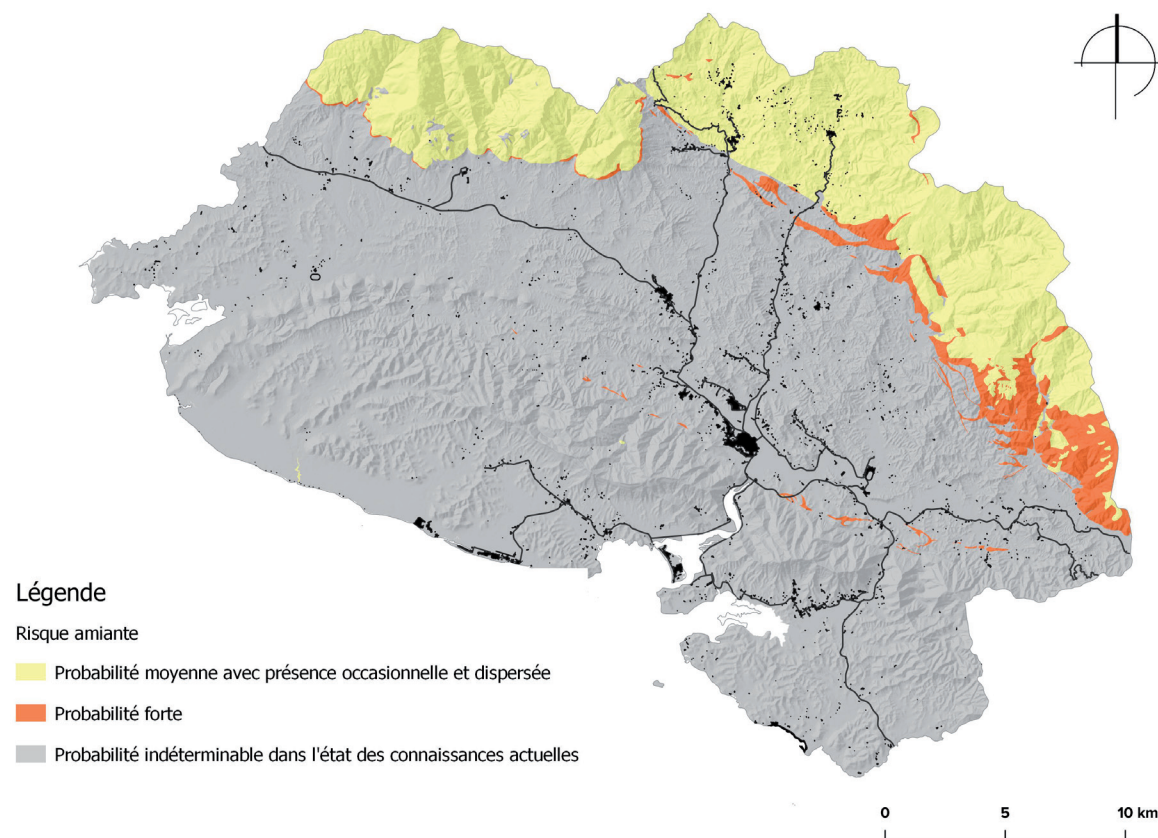 Légende
Risque amiante
Probabilité moyenne avec présence occasionnelle et dispersée
Probabilité forte
Probabilité indéterminable dans l'état des connaissances actuelles
0 5 10 km